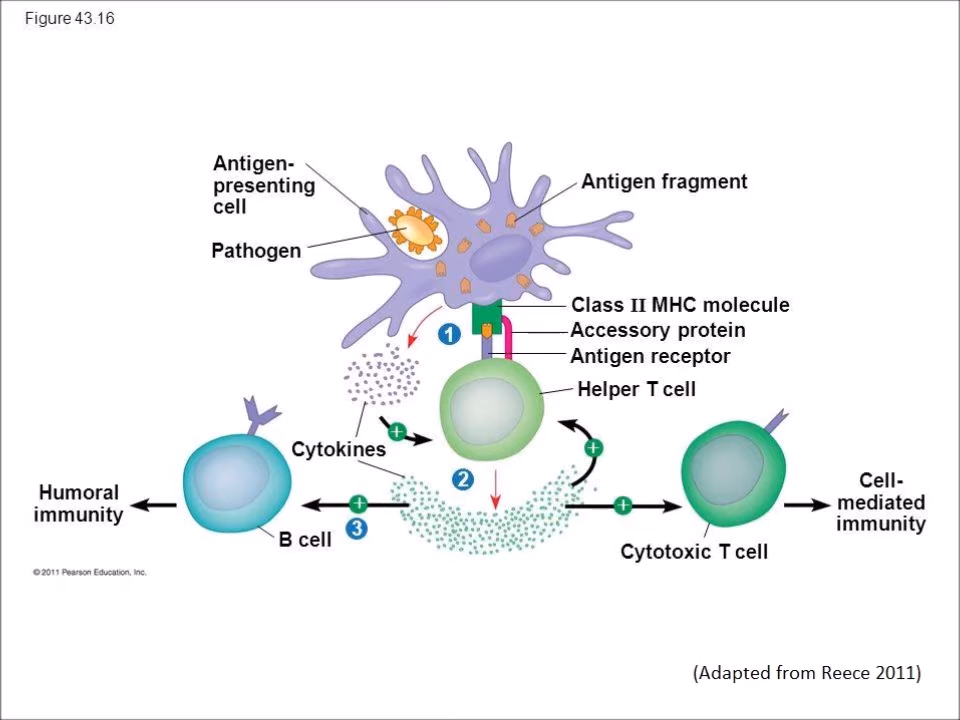 Figure 43.16
Antigen-
presenting
cell
Pathogen
Antigen fragment
Class II MHC molecule
Accessory protein
Antigen receptor
1
Helper T cell
Cytokines
2
Humoral
immunity
B cell
3
Cytotoxic T cell
Cell-
mediated
immunity
+
+
+
+
© 2011 Pearson Education, Inc.
(Adapted from Reece 2011)